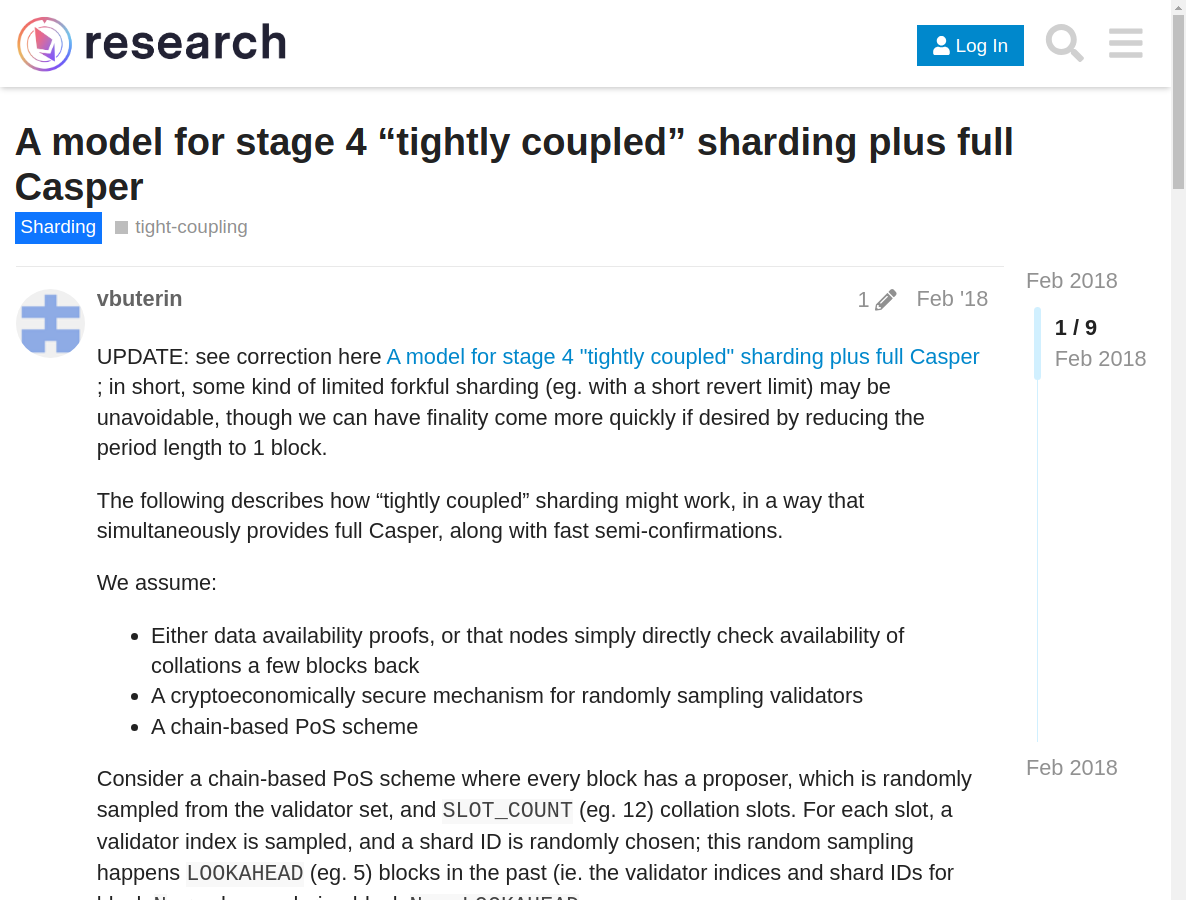 research
Log In
A model for stage 4 “tightly coupled” sharding plus full
Casper
Sharding tight-coupling
vbuterin
1 Feb '18
UPDATE: see correction here A model for stage 4 "tightly coupled" sharding plus full Casper
; in short, some kind of limited forkful sharding (eg. with a short revert limit) may be
unavoidable, though we can have finality come more quickly if desired by reducing the
period length to 1 block.
The following describes how “tightly coupled” sharding might work, in a way that
simultaneously provides full Casper, along with fast semi-confirmations.
We assume:
Either data availability proofs, or that nodes simply directly check availability of
collations a few blocks back
A cryptoeconomically secure mechanism for randomly sampling validators
A chain-based PoS scheme
Consider a chain-based PoS scheme where every block has a proposer, which is randomly
sampled from the validator set, and SLOT_COUNT (eg. 12) collation slots. For each slot, a
validator index is sampled, and a shard ID is randomly chosen; this random sampling
happens LOOKAHEAD (eg. 5) blocks in the past (ie. the validator indices and shard IDs for
Feb 2018
1 / 9
Feb 2018
Feb 2018